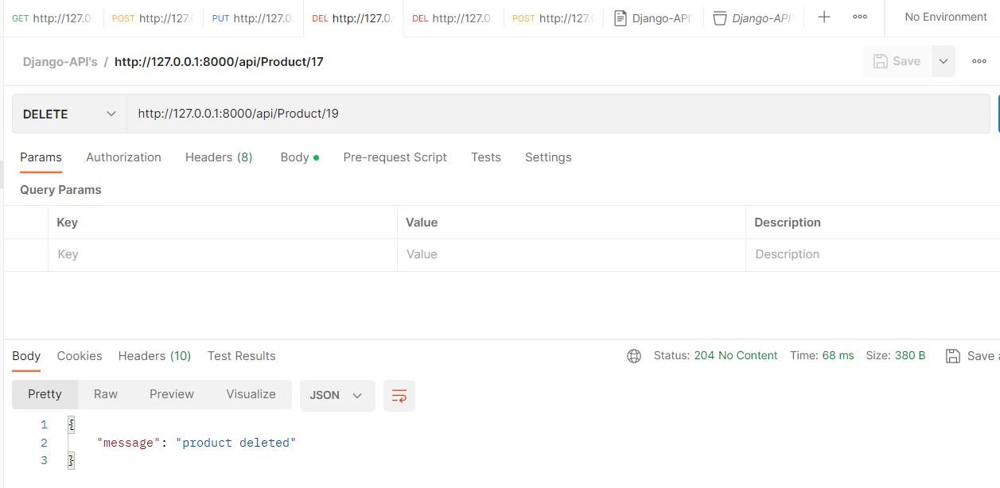 GET http://127.0. POST http://127. PUT http://127.0. DEL http://127.0. DEL http://127.0. POST http://127. Django-API Django-API No Environment
Django-API's / http://127.0.0.1:8000/api/Product/17 Save
DELETE http://127.0.0.1:8000/api/Product/19
Params Authorization Headers (8) Body Pre-request Script Tests Settings
Query Params
Key Value Description
Key Value Description
Body Cookies Headers (10) Test Results Status: 204 No Content Time: 68 ms Size: 380 B Save
Pretty Raw Preview Visualize JSON
1 {
2 "message": "product deleted"
3 }